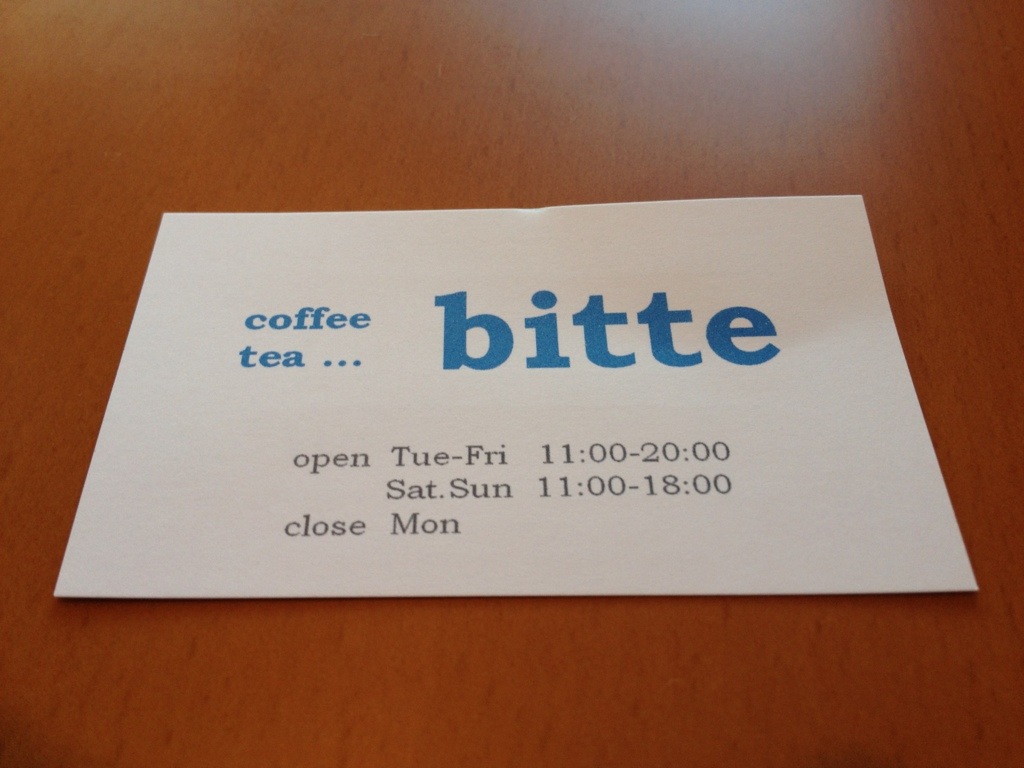 coffee
tea ...
bitte
open Tue-Fri 11:00-20:00
Sat.Sun 11:00-18:00
close Mon